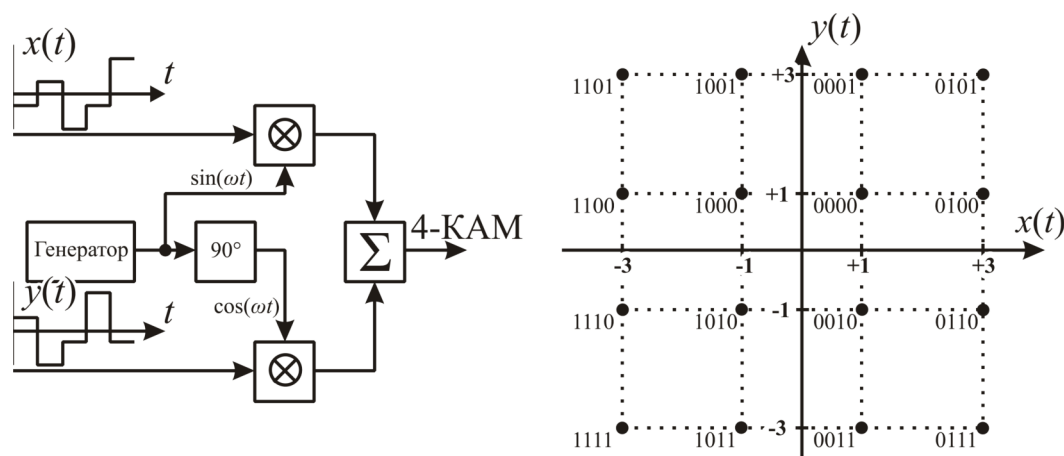 x(t)
t
sin(ωt)
Генератор
90°
Σ
4-КАМ
y(t)
t
cos(ωt)
y(t)
+3
1101 1001 0001 0101
+1
1100 1000 0000 0100
x(t)
-3 -1 +1 +3
-1
1110 1010 0010 0110
-3
1111 1011 0011 0111